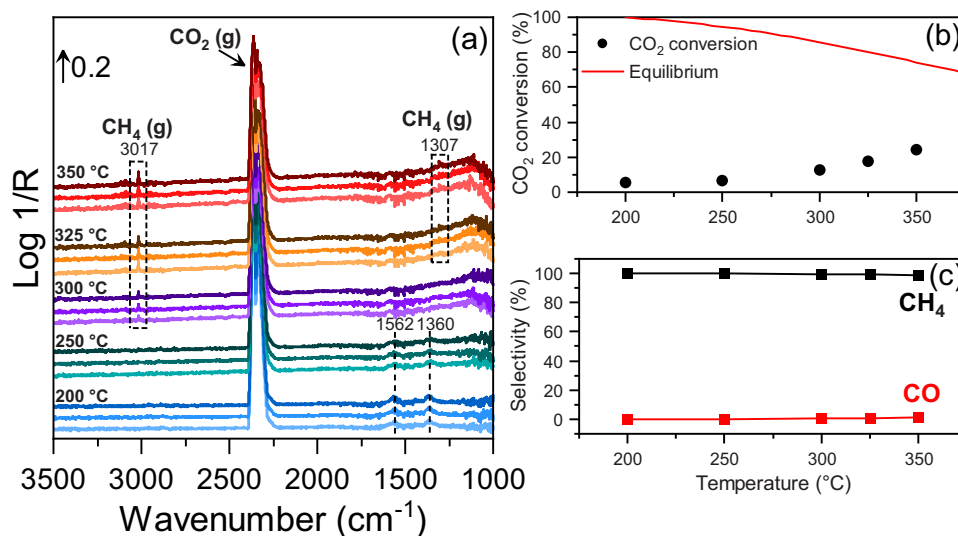 (a)
CO₂ (g)
0.2
CH₄ (g)
3017
CH₄ (g)
1307
350 °C
325 °C
300 °C
250 °C
200 °C
1562 1360
Log 1/R
3500 3000 2500 2000 1500 1000
Wavenumber (cm⁻¹)
(b)
100
80
60
40
20
0
CO₂ conversion (%)
CO₂ conversion
Equilibrium
200 250 300 350
(c)
100
80
60
40
20
0
Selectivity (%)
CH₄
CO
200 250 300 350
Temperature (°C)